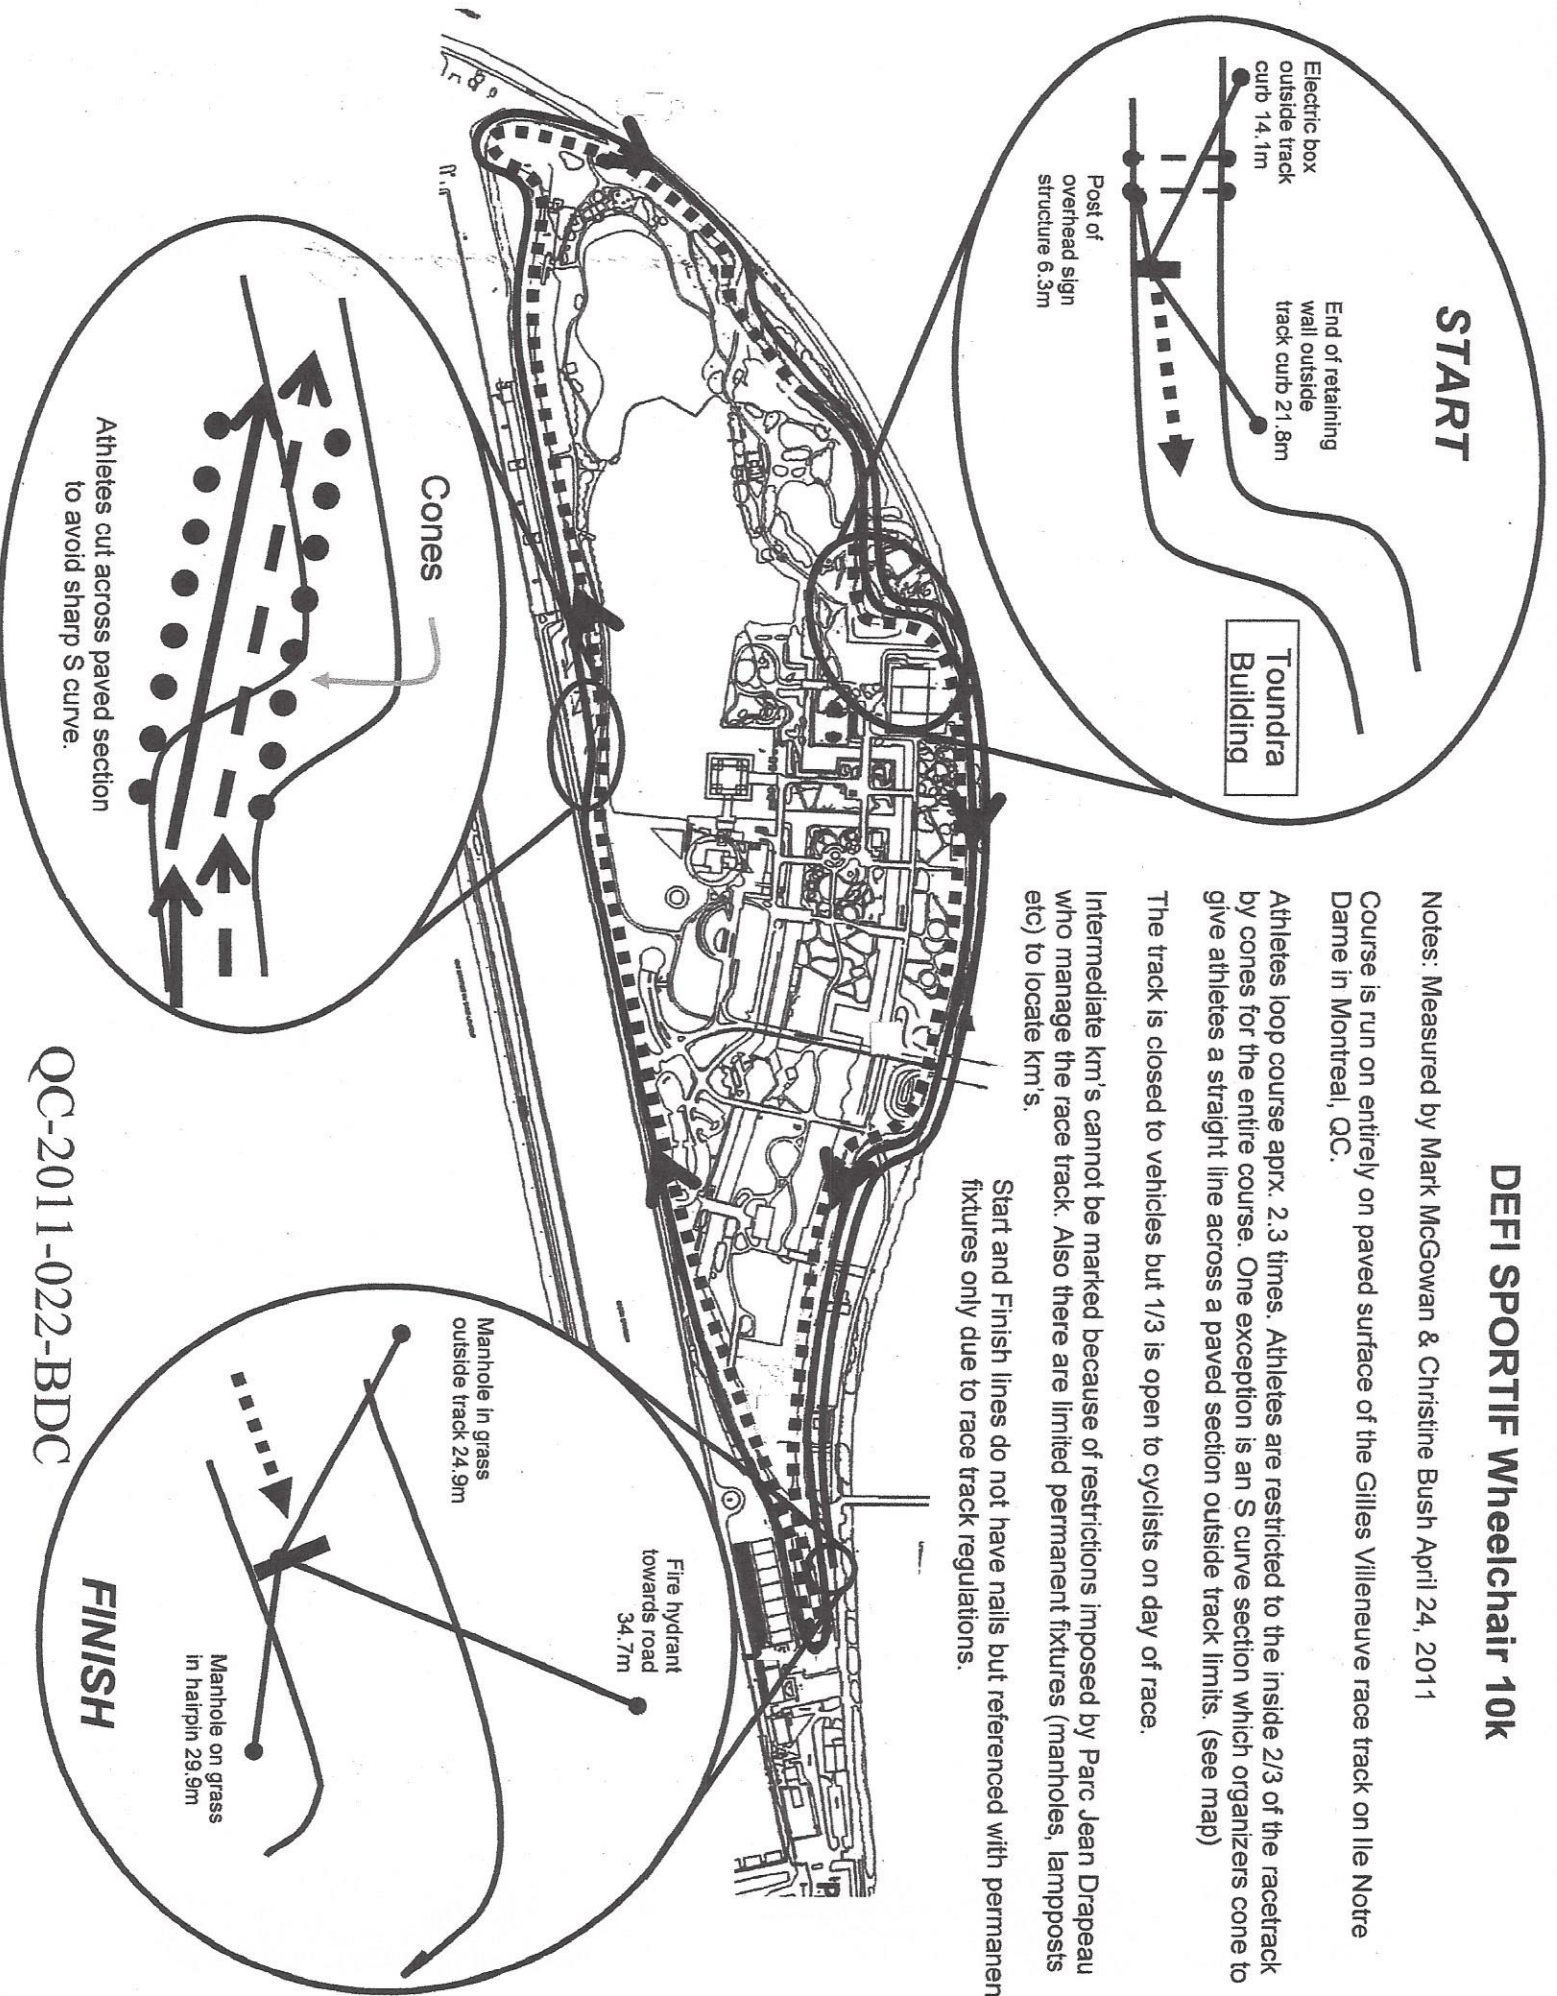 DEFI SPORTIF Wheelchair 10k
Notes: Measured by Mark McGowan & Christine Bush April 24, 2011
Course is run on entirely on paved surface of the Gilles Villeneuve race track on Ile Notre
Dame in Montreal, QC.
Athletes loop course aprx. 2.3 times. Athletes are restricted to the inside 2/3 of the racetrack
by cones for the entire course. One exception is an S curve section which organizers cone to
give athletes a straight line across a paved section outside track limits. (see map)
The track is closed to vehicles but 1/3 is open to cyclists on day of race.
Intermediate km's cannot be marked because of restrictions imposed by Parc Jean Drapeau
who manage the race track. Also there are limited permanent fixtures (manholes, lampposts
etc) to locate km's.
Start and Finish lines do not have nails but referenced with permanen
fixtures only due to race track regulations.
START
Electric box
outside track
curb 14.1m
End of retaining
wall outside
track curb 21.8m
Post of
overhead sign
structure 6.3m
Toundra
Building
Cones
Athletes cut across paved section
to avoid sharp S curve.
Fire hydrant
towards road
34.7m
Manhole in grass
outside track 24.9m
Manhole on grass
in hairpin 29.9m
FINISH
QC-2011-022-BDC